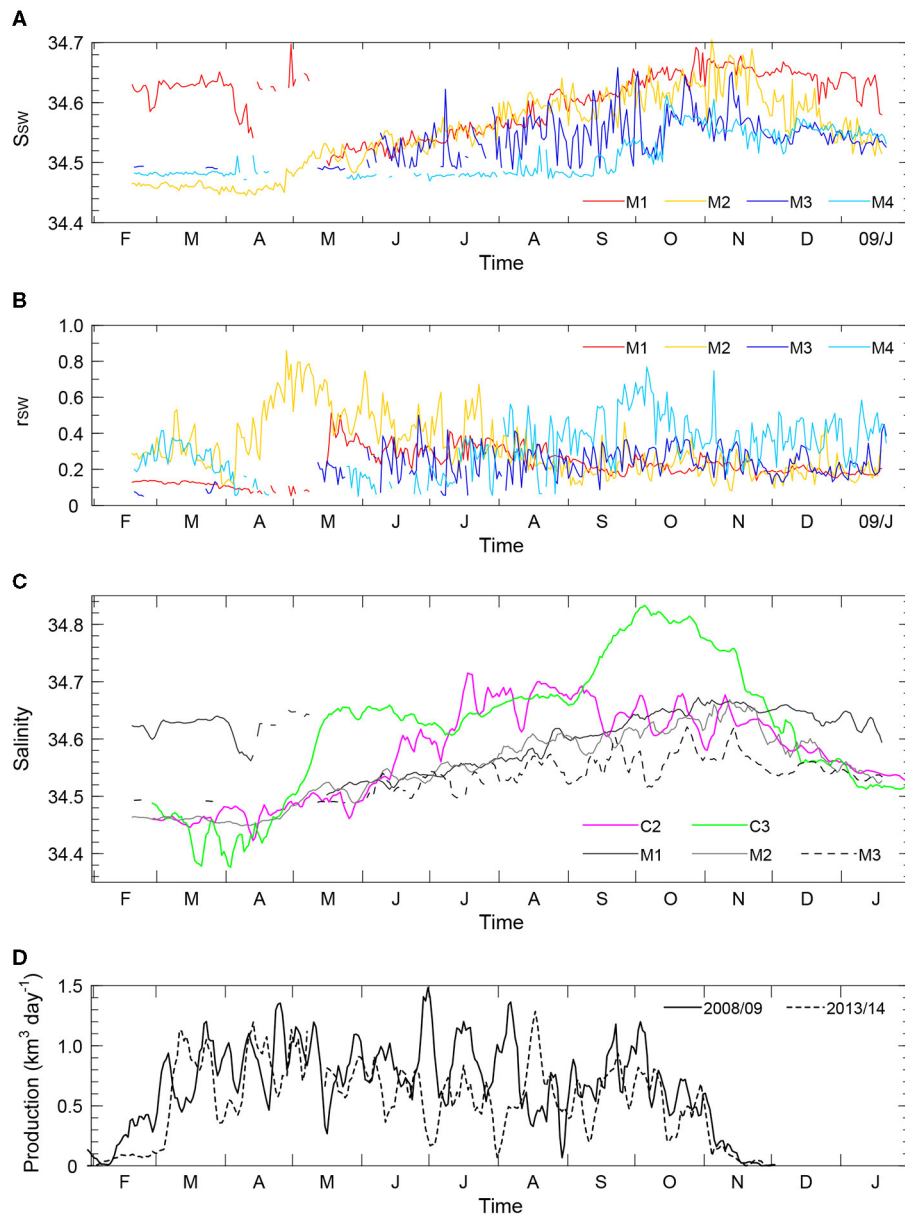 A
34.7
34.6
34.5
34.4
Ssw
M1 M2 M3 M4
F M A M J J A S O N D 09/J
Time
B
1.0
0.8
0.6
0.4
0.2
0
rsw
M1 M2 M3 M4
F M A M J J A S O N D 09/J
Time
C
34.8
34.7
34.6
34.5
34.4
Salinity
C2 C3
M1 M2 M3
F M A M J J A S O N D J
Time
D
1.5
1.0
0.5
0
Production (km³ day⁻¹)
2008/09 2013/14
F M A M J J A S O N D J
Time